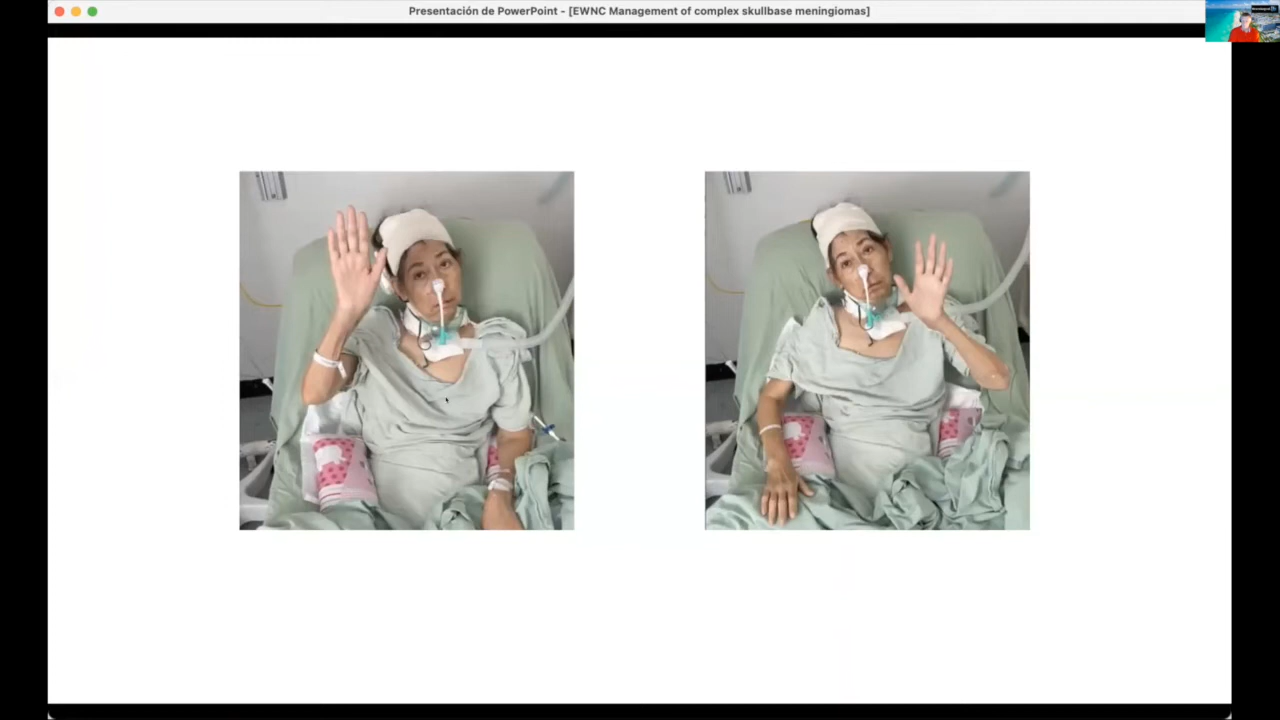 Presentación de PowerPoint - [EWNC Management of complex skullbase meningiomas]